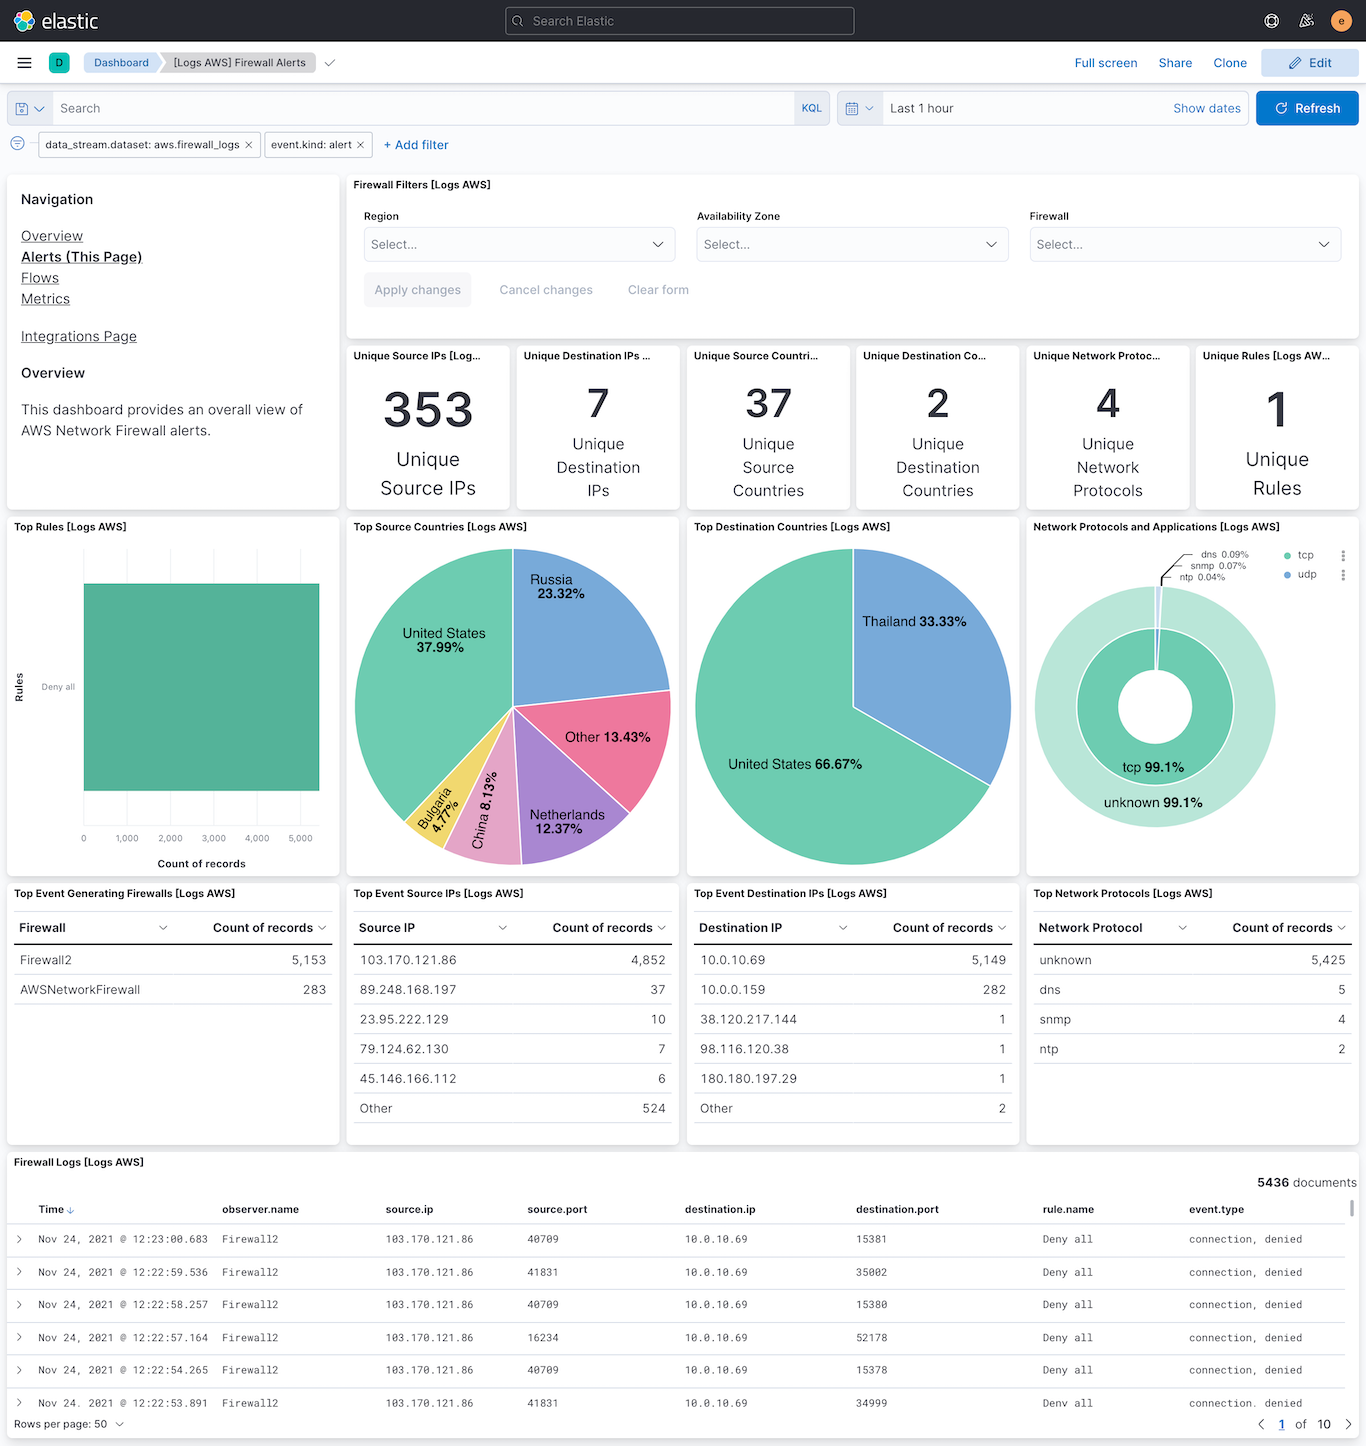 elastic
Search Elastic
e
D
Dashboard
[Logs AWS] Firewall Alerts
Full screen
Share
Clone
Edit
Search
KQL
Last 1 hour
Show dates
Refresh
data_stream.dataset: aws.firewall_logs ×
event.kind: alert ×
+ Add filter
Navigation
Overview
Alerts (This Page)
Flows
Metrics
Integrations Page
Overview
This dashboard provides an overall view of
AWS Network Firewall alerts.
Firewall Filters [Logs AWS]
Region
Availability Zone
Firewall
Select...
Select...
Select...
Apply changes
Cancel changes
Clear form
Unique Source IPs [Log...
353
Unique
Source IPs
Unique Destination IPs ...
7
Unique
Destination
IPs
Unique Source Countri...
37
Unique
Source
Countries
Unique Destination Co...
2
Unique
Destination
Countries
Unique Network Protoc...
4
Unique
Network
Protocols
Unique Rules [Logs AW...
1
Unique
Rules
Top Rules [Logs AWS]
Rules
Deny all
0 1,000 2,000 3,000 4,000 5,000
Count of records
Top Source Countries [Logs AWS]
Russia
23.32%
United States
37.99%
Other 13.43%
Netherlands
12.37%
China 8.13%
Bulgaria
4.77%
Top Destination Countries [Logs AWS]
Thailand 33.33%
United States 66.67%
Network Protocols and Applications [Logs AWS]
dns 0.09%
snmp 0.07%
ntp 0.04%
tcp
udp
tcp 99.1%
unknown 99.1%
Top Event Generating Firewalls [Logs AWS]
Firewall Count of records
Firewall2 5,153
AWSNetworkFirewall 283
Top Event Source IPs [Logs AWS]
Source IP Count of records
103.170.121.86 4,852
89.248.168.197 37
23.95.222.129 10
79.124.62.130 7
45.146.166.112 6
Other 524
Top Event Destination IPs [Logs AWS]
Destination IP Count of records
10.0.10.69 5,149
10.0.0.159 282
38.120.217.144 1
98.116.120.38 1
180.180.197.29 1
Other 2
Top Network Protocols [Logs AWS]
Network Protocol Count of records
unknown 5,425
dns 5
snmp 4
ntp 2
Firewall Logs [Logs AWS]
5436 documents
Time observer.name source.ip source.port destination.ip destination.port rule.name event.type
Nov 24, 2021 @ 12:23:00.683 Firewall2 103.170.121.86 40709 10.0.10.69 15381 Deny all connection, denied
Nov 24, 2021 @ 12:22:59.536 Firewall2 103.170.121.86 41831 10.0.10.69 35002 Deny all connection, denied
Nov 24, 2021 @ 12:22:58.257 Firewall2 103.170.121.86 40709 10.0.10.69 15380 Deny all connection, denied
Nov 24, 2021 @ 12:22:57.164 Firewall2 103.170.121.86 16234 10.0.10.69 52178 Deny all connection, denied
Nov 24, 2021 @ 12:22:54.265 Firewall2 103.170.121.86 40709 10.0.10.69 15378 Deny all connection, denied
Nov 24, 2021 @ 12:22:53.891 Firewall2 103.170.121.86 41831 10.0.10.69 34999 Deny all connection, denied
Rows per page: 50
1 of 10